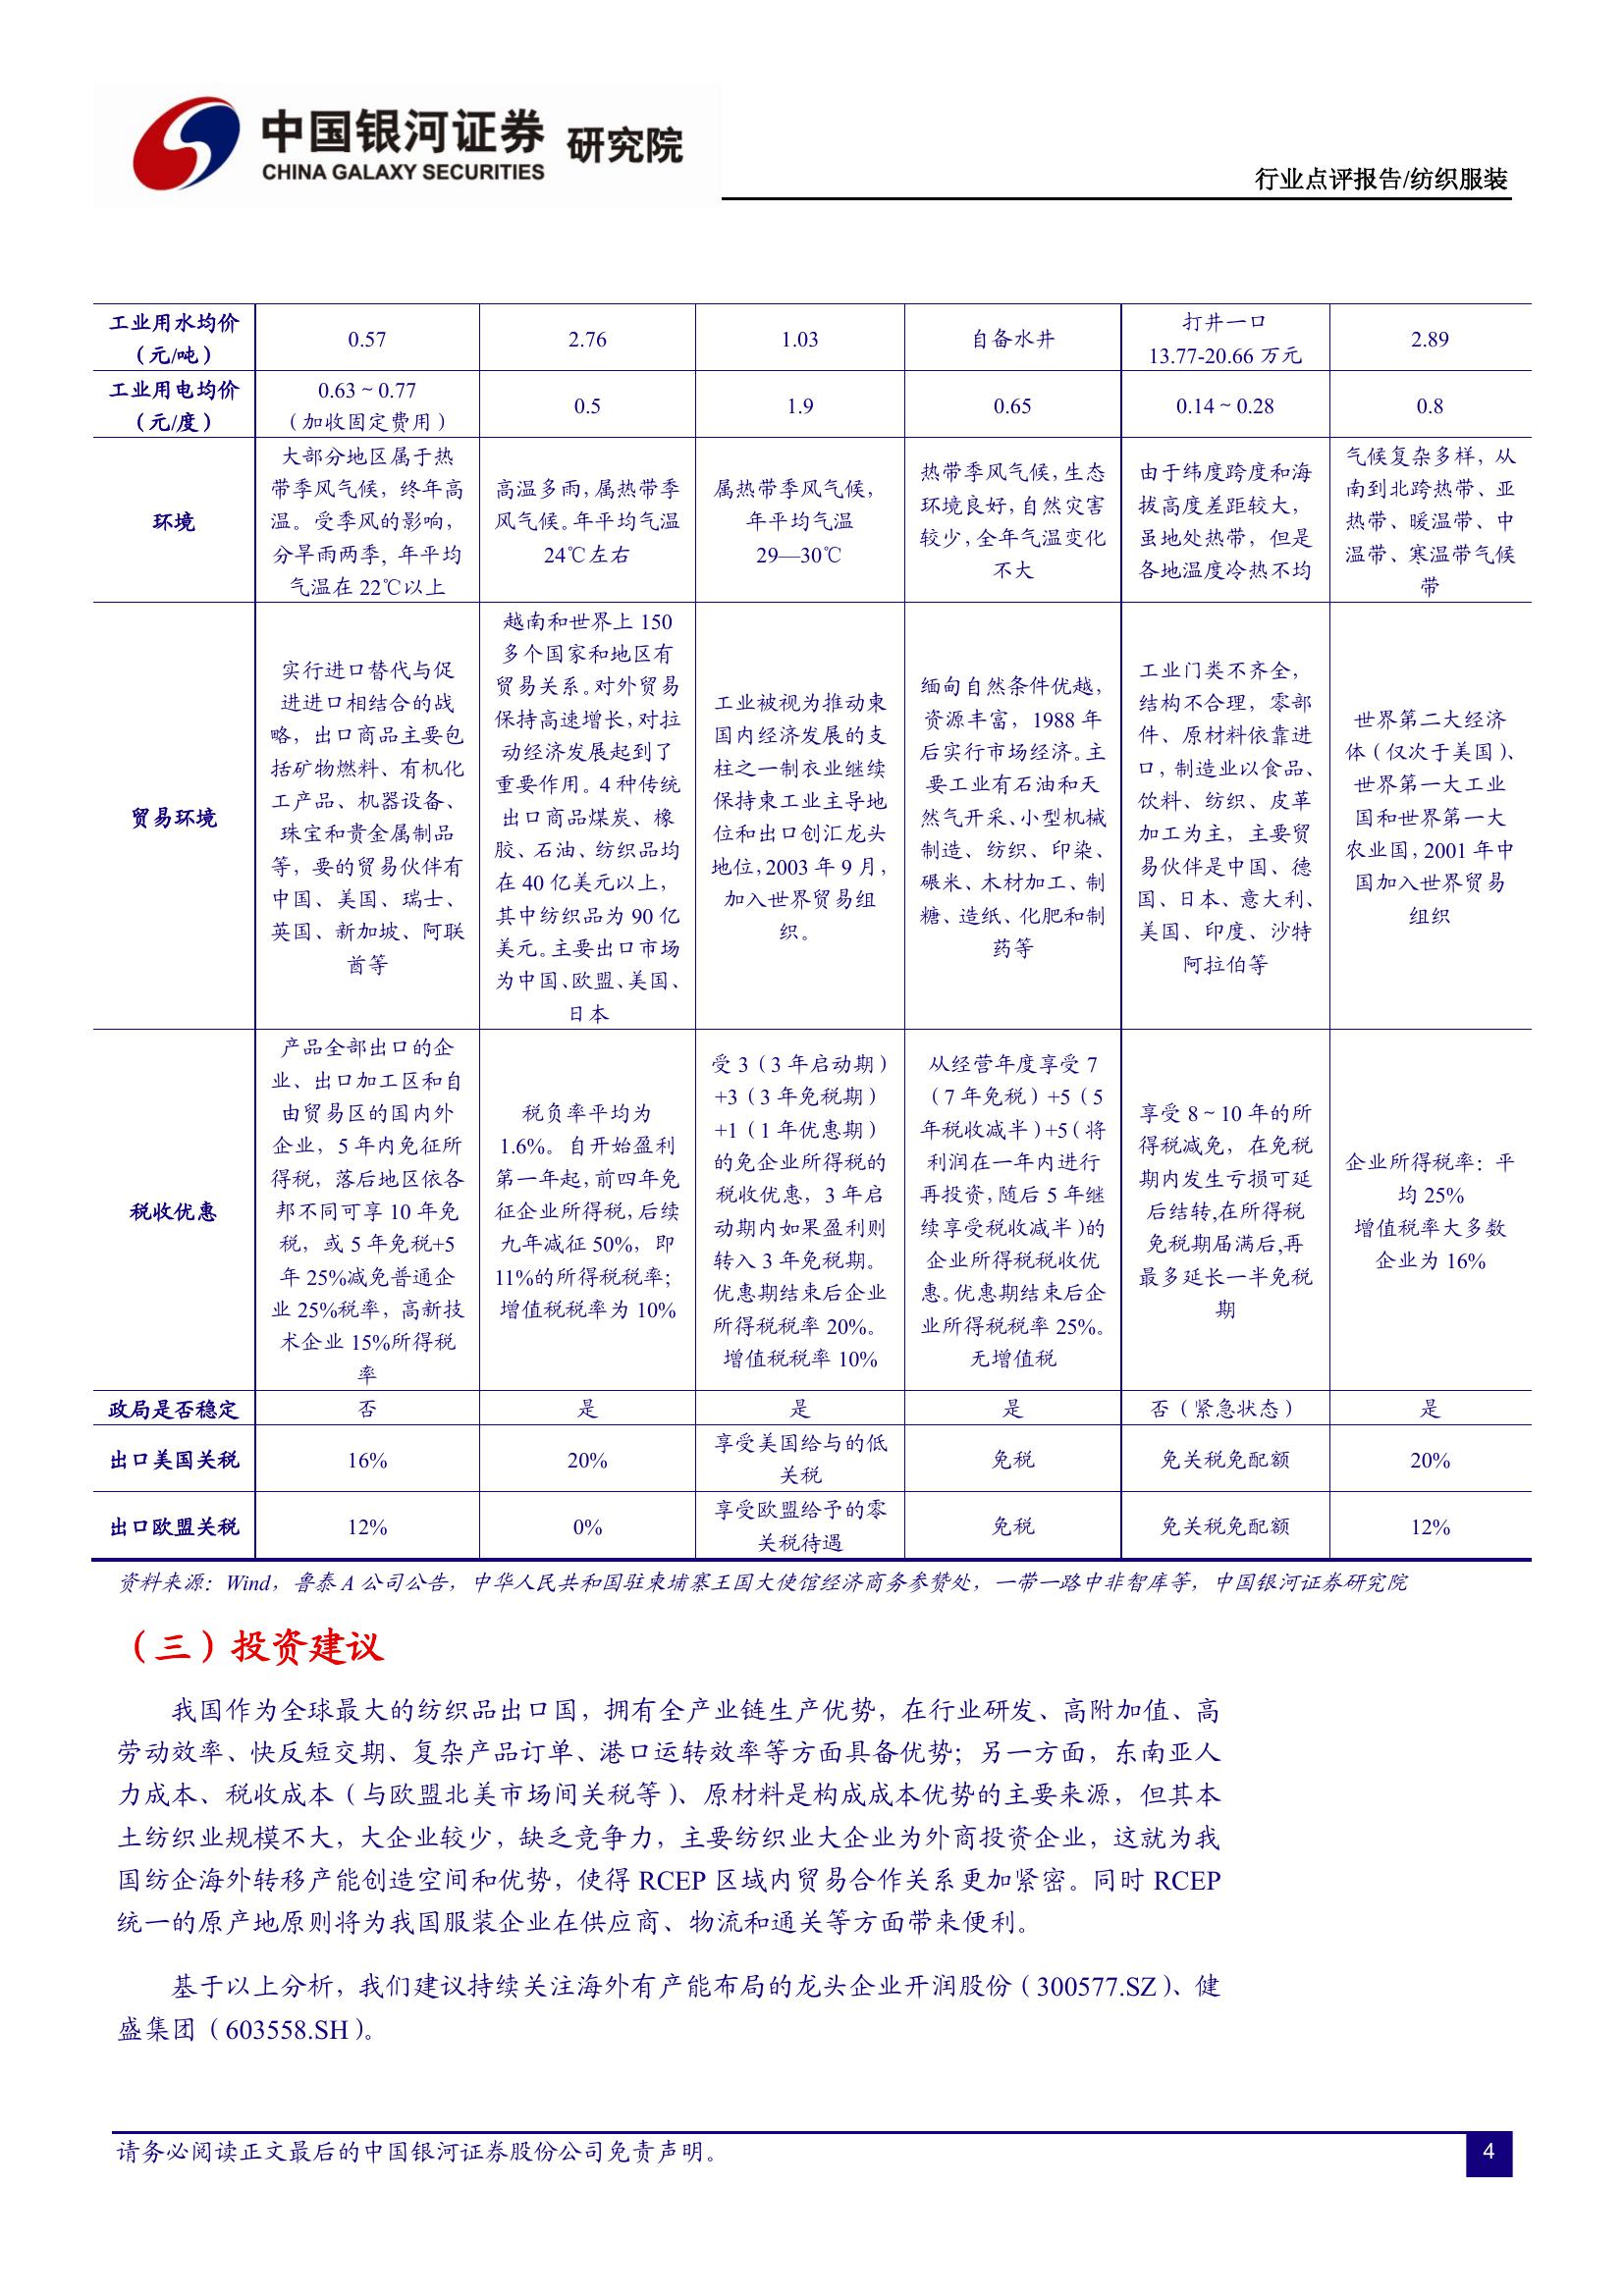 中国银河证券 研究院
CHINA GALAXY SECURITIES
行业点评报告/纺织服装
工业用水均价
（元/吨）
0.57
2.76
1.03
自备水井
打井一口
13.77-20.66 万元
2.89
工业用电均价
（元/度）
0.63～0.77
（加收固定费用）
0.5
1.9
0.65
0.14～0.28
0.8
环境
大部分地区属于热
带季风气候，终年高
温。受季风的影响，
分旱雨两季, 年平均
气温在 22℃以上
高温多雨，属热带季
风气候。年平均气温
24℃左右
属热带季风气候，
年平均气温
29—30℃
热带季风气候，生态
环境良好，自然灾害
较少，全年气温变化
不大
由于纬度跨度和海
拔高度差距较大，
虽地处热带，但是
各地温度冷热不均
气候复杂多样，从
南到北跨热带、亚
热带、暖温带、中
温带、寒温带气候
带
贸易环境
实行进口替代与促
进进口相结合的战
略，出口商品主要包
括矿物燃料、有机化
工产品、机器设备、
珠宝和贵金属制品
等，要的贸易伙伴有
中国、美国、瑞士、
英国、新加坡、阿联
酋等
越南和世界上 150
多个国家和地区有
贸易关系。对外贸易
保持高速增长，对拉
动经济发展起到了
重要作用。4 种传统
出口商品煤炭、橡
胶、石油、纺织品均
在 40 亿美元以上，
其中纺织品为 90 亿
美元。主要出口市场
为中国、欧盟、美国、
日本
工业被视为推动柬
国内经济发展的支
柱之一制衣业继续
保持柬工业主导地
位和出口创汇龙头
地位，2003 年 9 月，
加入世界贸易组
织。
缅甸自然条件优越，
资源丰富，1988 年
后实行市场经济。主
要工业有石油和天
然气开采、小型机械
制造、纺织、印染、
碾米、木材加工、制
糖、造纸、化肥和制
药等
工业门类不齐全，
结构不合理，零部
件、原材料依靠进
口，制造业以食品、
饮料、纺织、皮革
加工为主，主要贸
易伙伴是中国、德
国、日本、意大利、
美国、印度、沙特
阿拉伯等
世界第二大经济
体（仅次于美国）、
世界第一大工业
国和世界第一大
农业国，2001 年中
国加入世界贸易
组织
税收优惠
产品全部出口的企
业、出口加工区和自
由贸易区的国内外
企业，5 年内免征所
得税，落后地区依各
邦不同可享 10 年免
税，或 5 年免税+5
年 25%减免普通企
业 25%税率，高新技
术企业 15%所得税
率
税负率平均为
1.6%。自开始盈利
第一年起，前四年免
征企业所得税，后续
九年减征 50%，即
11%的所得税税率；
增值税税率为 10%
受 3（3 年启动期）
+3（3 年免税期）
+1（1 年优惠期）
的免企业所得税的
税收优惠，3 年启
动期内如果盈利则
转入 3 年免税期。
优惠期结束后企业
所得税税率 20%。
增值税税率 10%
从经营年度享受 7
（7 年免税）+5（5
年税收减半）+5（将
利润在一年内进行
再投资，随后 5 年继
续享受税收减半）的
企业所得税税收优
惠。优惠期结束后企
业所得税税率 25%。
无增值税
享受 8～10 年的所
得税减免，在免税
期内发生亏损可延
后结转,在所得税
免税期届满后,再
最多延长一半免税
期
企业所得税率：平
均 25%
增值税率大多数
企业为 16%
政局是否稳定
否
是
是
是
否（紧急状态）
是
出口美国关税
16%
20%
享受美国给与的低
关税
免税
免关税免配额
20%
出口欧盟关税
12%
0%
享受欧盟给予的零
关税待遇
免税
免关税免配额
12%
资料来源：Wind，鲁泰 A 公司公告，中华人民共和国驻柬埔寨王国大使馆经济商务参赞处，一带一路中非智库等，中国银河证券研究院
（三）投资建议
我国作为全球最大的纺织品出口国，拥有全产业链生产优势，在行业研发、高附加值、高
劳动效率、快反短交期、复杂产品订单、港口运转效率等方面具备优势；另一方面，东南亚人
力成本、税收成本（与欧盟北美市场间关税等）、原材料是构成成本优势的主要来源，但其本
土纺织业规模不大，大企业较少，缺乏竞争力，主要纺织业大企业为外商投资企业，这就为我
国纺企海外转移产能创造空间和优势，使得 RCEP 区域内贸易合作关系更加紧密。同时 RCEP
统一的原产地原则将为我国服装企业在供应商、物流和通关等方面带来便利。
基于以上分析，我们建议持续关注海外有产能布局的龙头企业开润股份（300577.SZ）、健
盛集团（603558.SH）。
请务必阅读正文最后的中国银河证券股份公司免责声明。
4